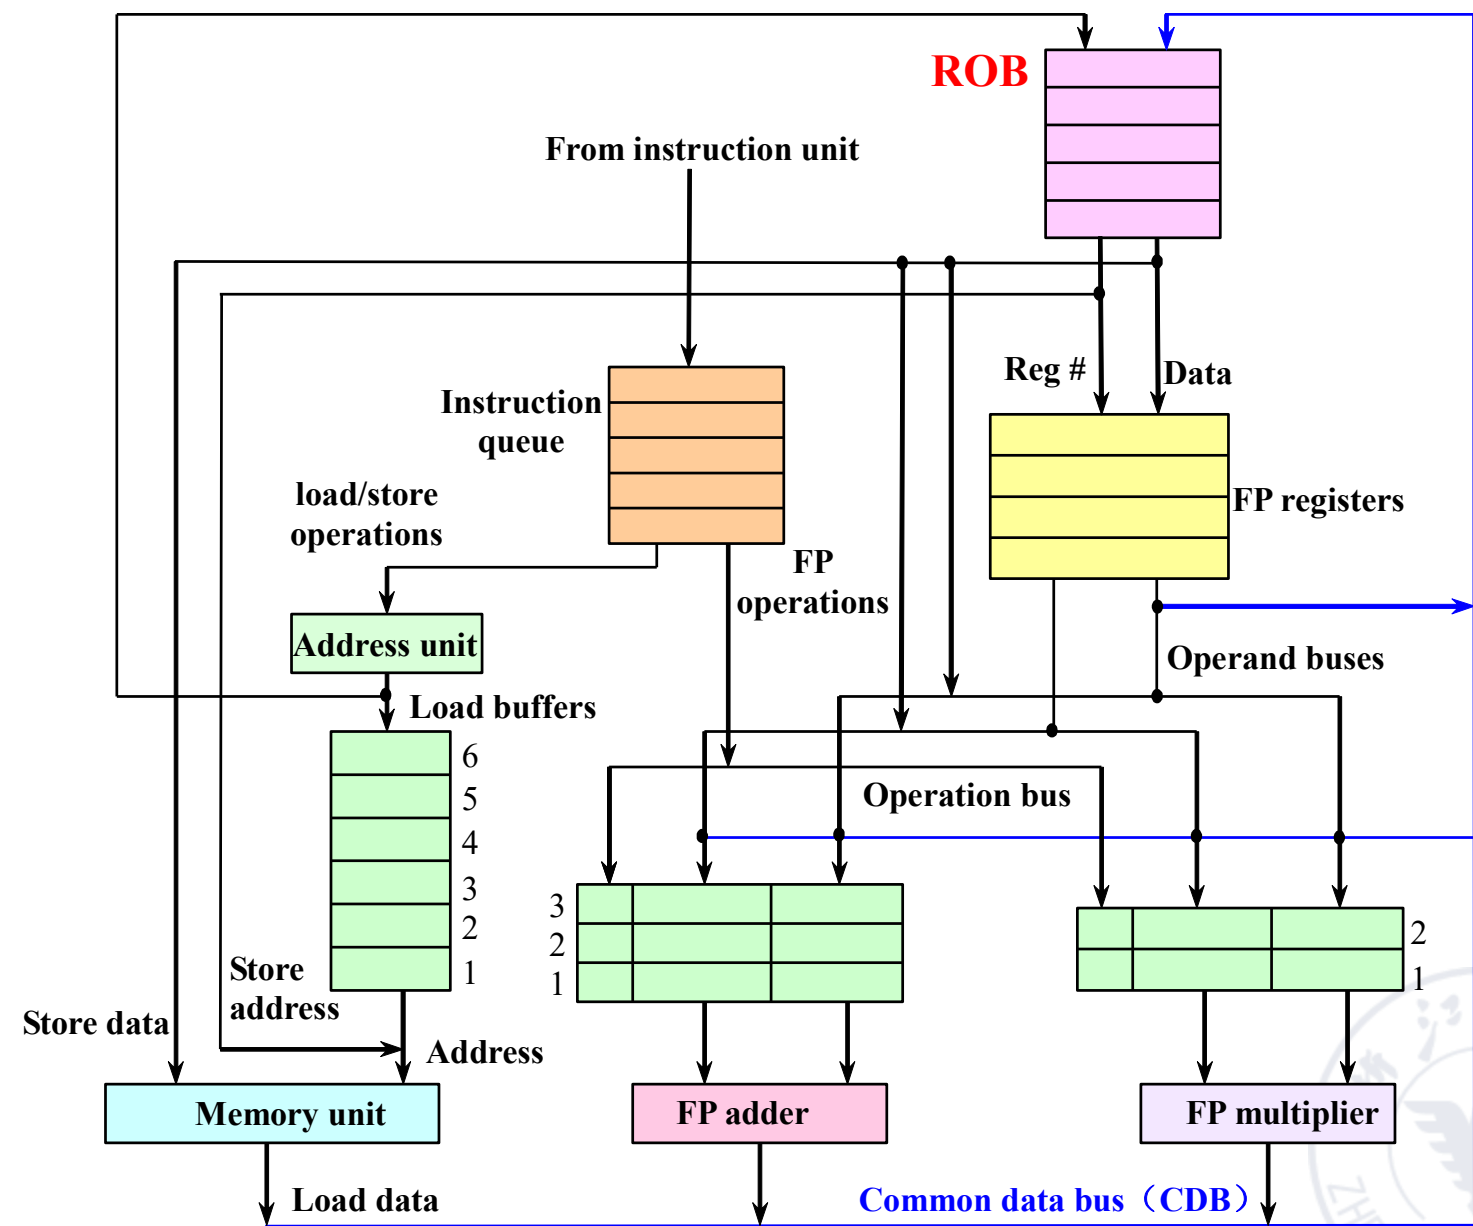 ROB
From instruction unit
Reg #
Data
Instruction
queue
FP registers
load/store
operations
FP
operations
Address unit
Operand buses
Load buffers
6
5
4
3
2
1
Operation bus
3
2
1
2
1
Store
address
Store data
Address
Memory unit
FP adder
FP multiplier
Load data
Common data bus（CDB）